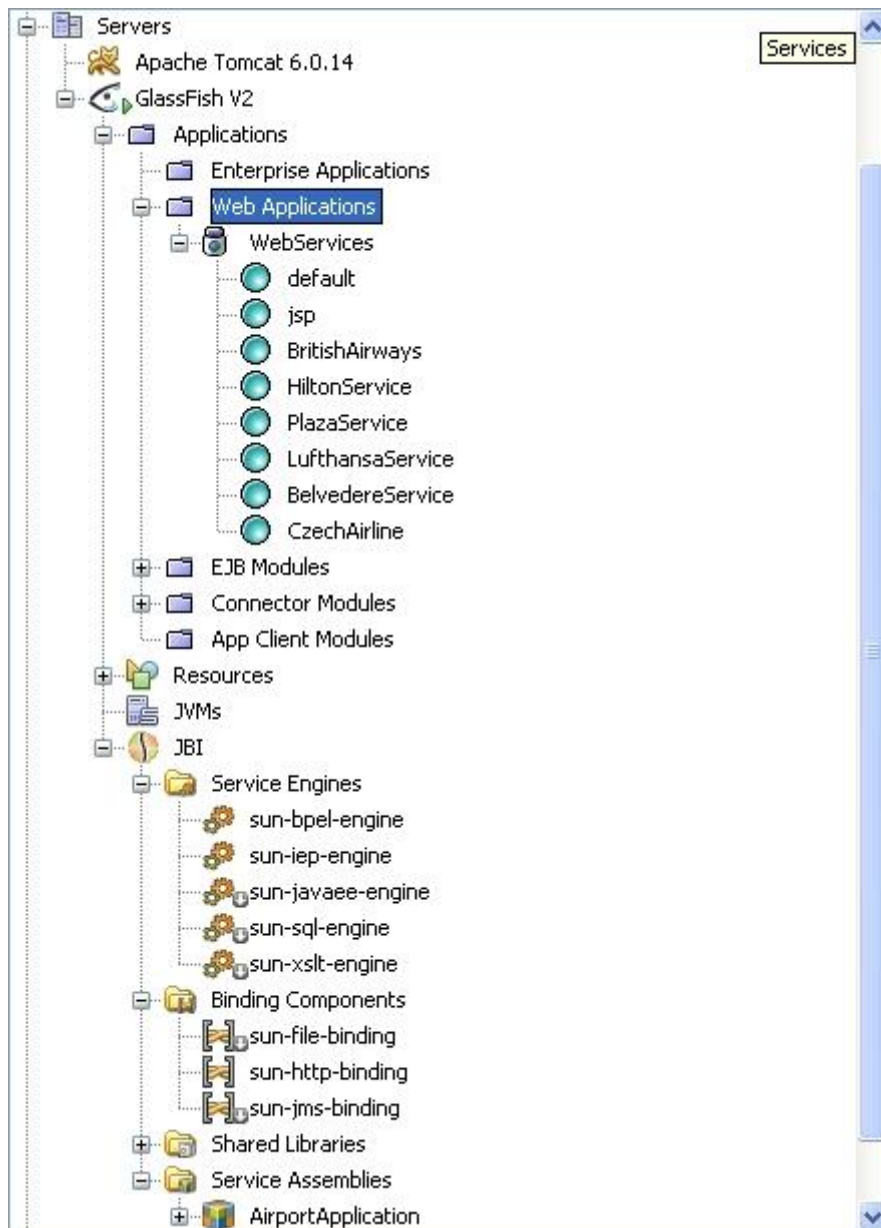 Servers
Services
Apache Tomcat 6.0.14
GlassFish V2
Applications
Enterprise Applications
Web Applications
WebServices
default
jsp
BritishAirways
HiltonService
PlazaService
LufthansaService
BelvedereService
CzechAirline
EJB Modules
Connector Modules
App Client Modules
Resources
JVMs
JBI
Service Engines
sun-bpel-engine
sun-iep-engine
sun-javaee-engine
sun-sql-engine
sun-xslt-engine
Binding Components
sun-file-binding
sun-http-binding
sun-jms-binding
Shared Libraries
Service Assemblies
AirportApplication